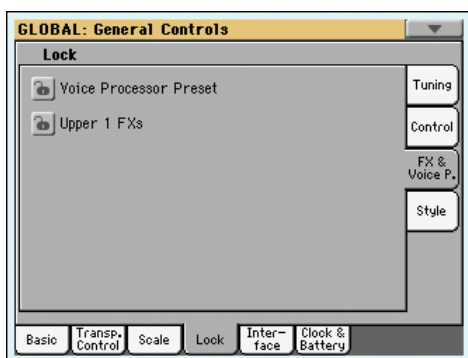 GLOBAL: General Controls
Lock
Voice Processor Preset
Upper 1 FXs
Tuning
Control
FX &
Voice P.
Style
Basic
Transp.
Control
Scale
Lock
Inter-
face
Clock &
Battery